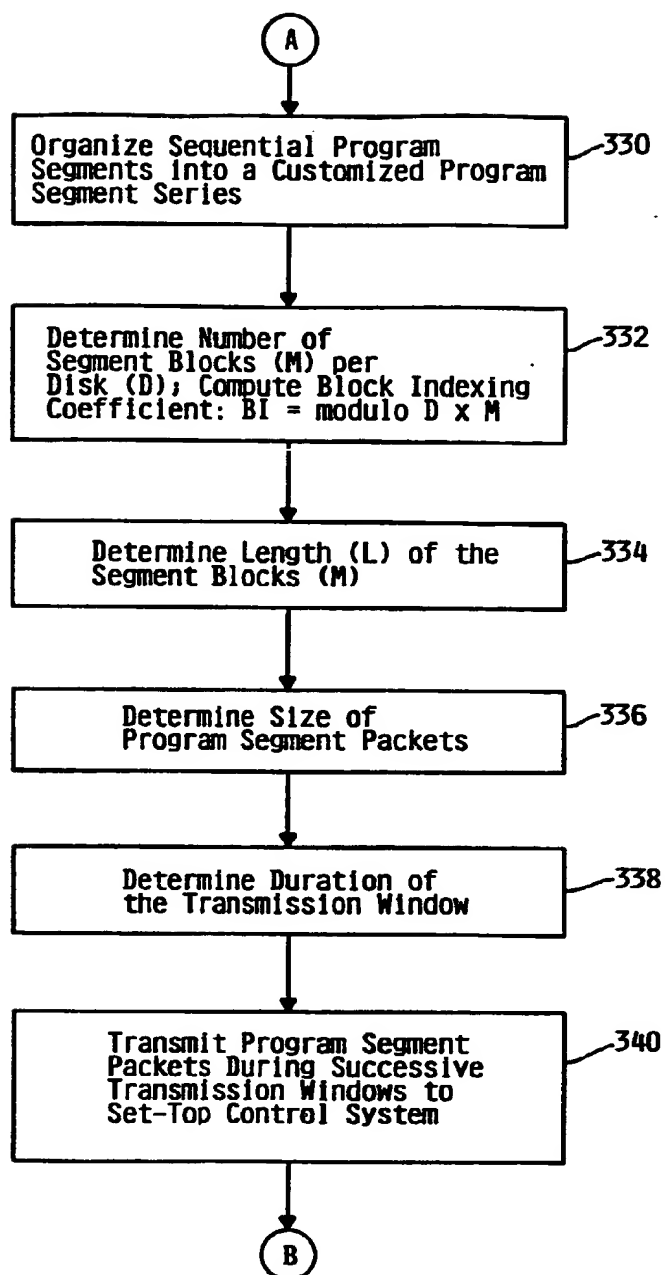 A
Organize Sequential Program
Segments into a Customized Program
Segment Series
330
Determine Number of
Segment Blocks (M) per
Disk (D); Compute Block Indexing
Coefficient: BI = modulo D x M
332
Determine Length (L) of the
Segment Blocks (M)
334
Determine Size of
Program Segment Packets
336
Determine Duration of
the Transmission Window
338
Transmit Program Segment
Packets During Successive
Transmission Windows to
Set-Top Control System
340
B